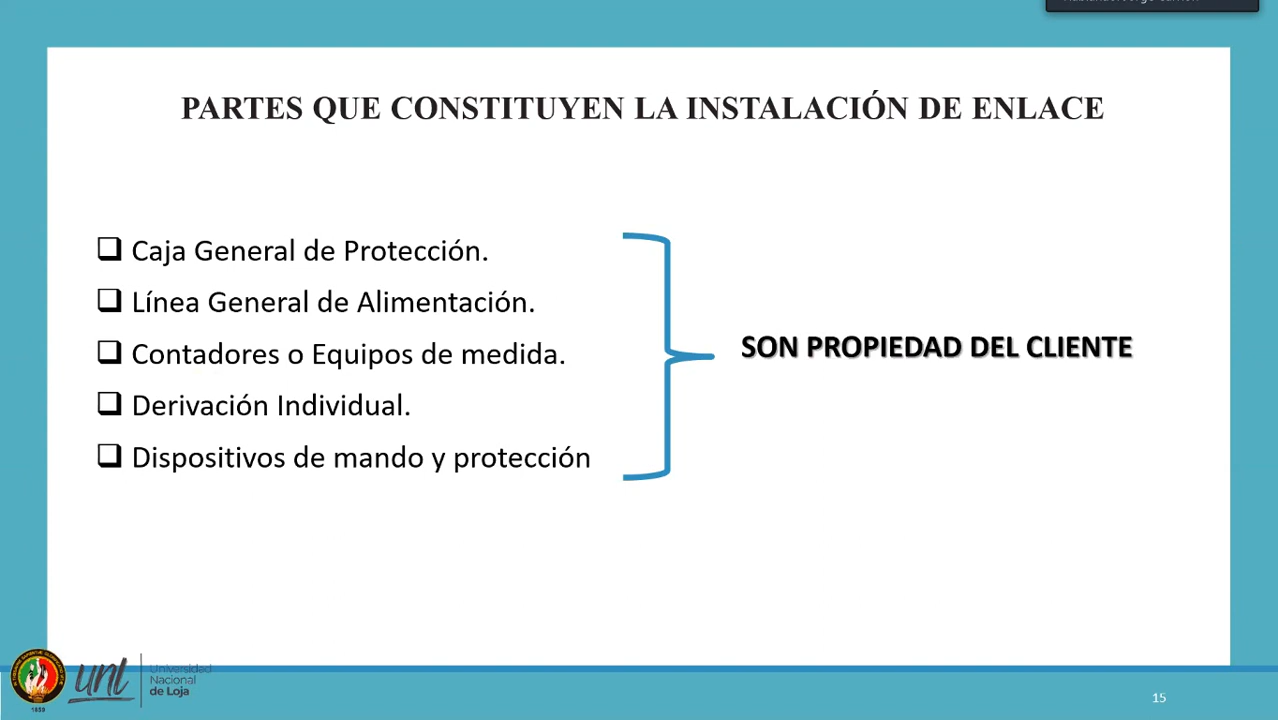 PARTES QUE CONSTITUYEN LA INSTALACIÓN DE ENLACE
Caja General de Protección.
Línea General de Alimentación.
Contadores o Equipos de medida.
Derivación Individual.
Dispositivos de mando y protección
SON PROPIEDAD DEL CLIENTE
unl
Universidad
Nacional
de Loja
1859
15